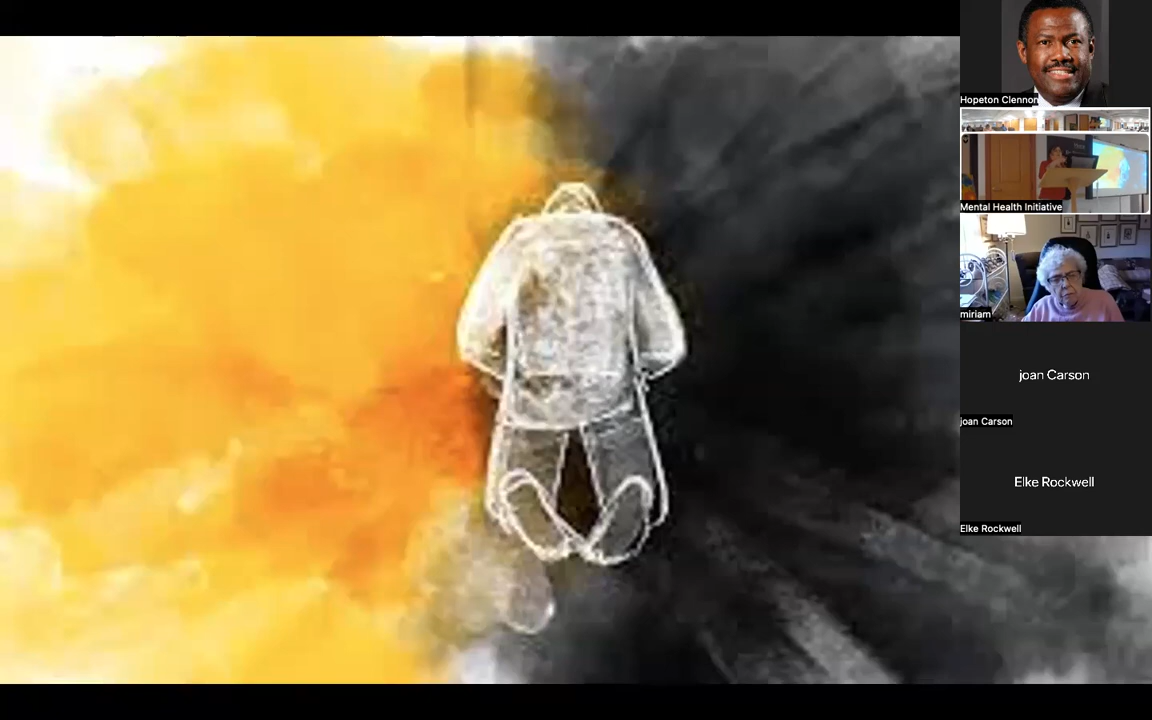 Hopeton Clennon
Mental Health Initiative
miriam
joan Carson
joan Carson
Elke Rockwell
Elke Rockwell